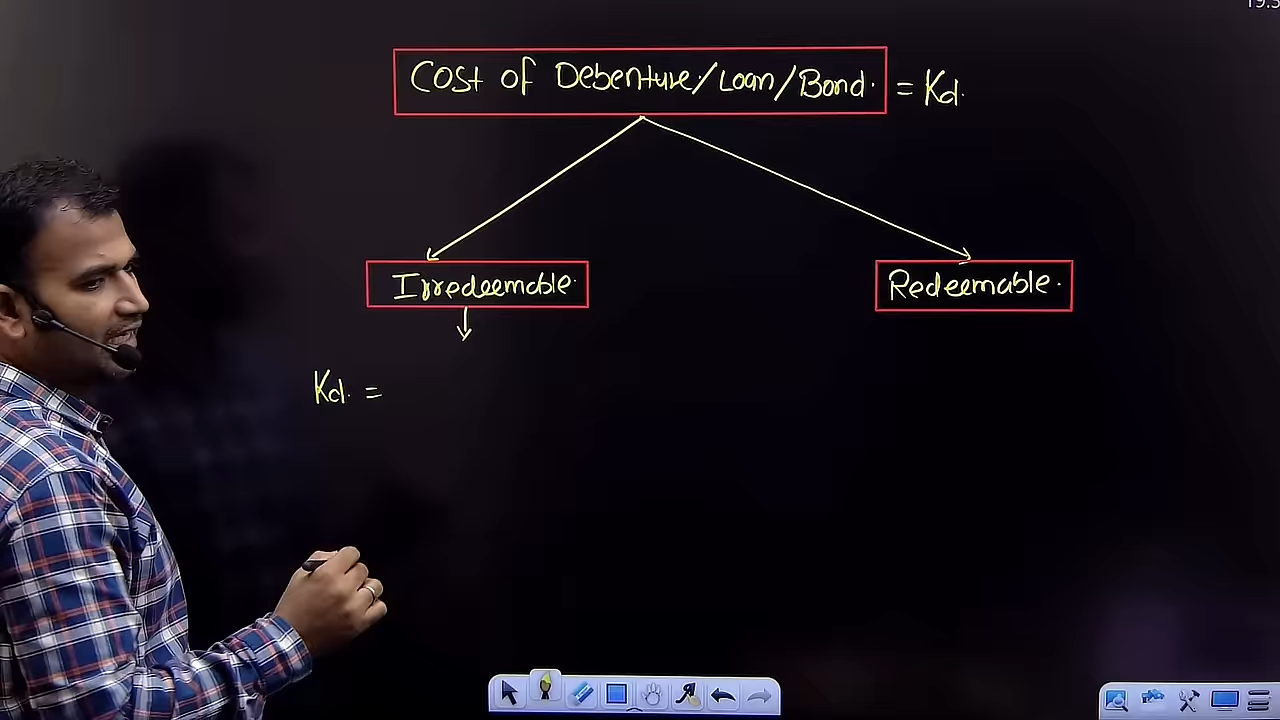 Cost of Debenture/Loan/Bond. = Kd.
Irredeemable.
Redeemable.
Kd. =